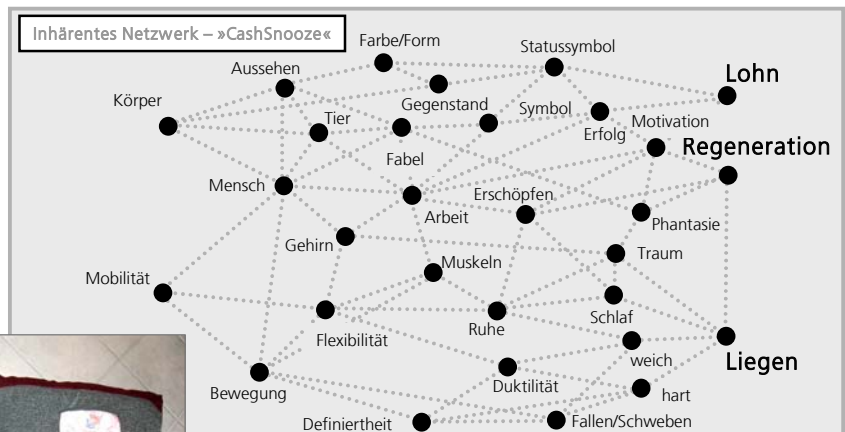 Inhärentes Netzwerk – »CashSnooze«
Farbe/Form
Statussymbol
Aussehen
Lohn
Körper
Gegenstand
Symbol
Tier
Erfolg
Motivation
Regeneration
Fabel
Mensch
Erschöpfen
Arbeit
Phantasie
Gehirn
Traum
Muskeln
Mobilität
Schlaf
Ruhe
Flexibilität
weich
Liegen
Duktilität
Bewegung
hart
Definiertheit
Fallen/Schweben